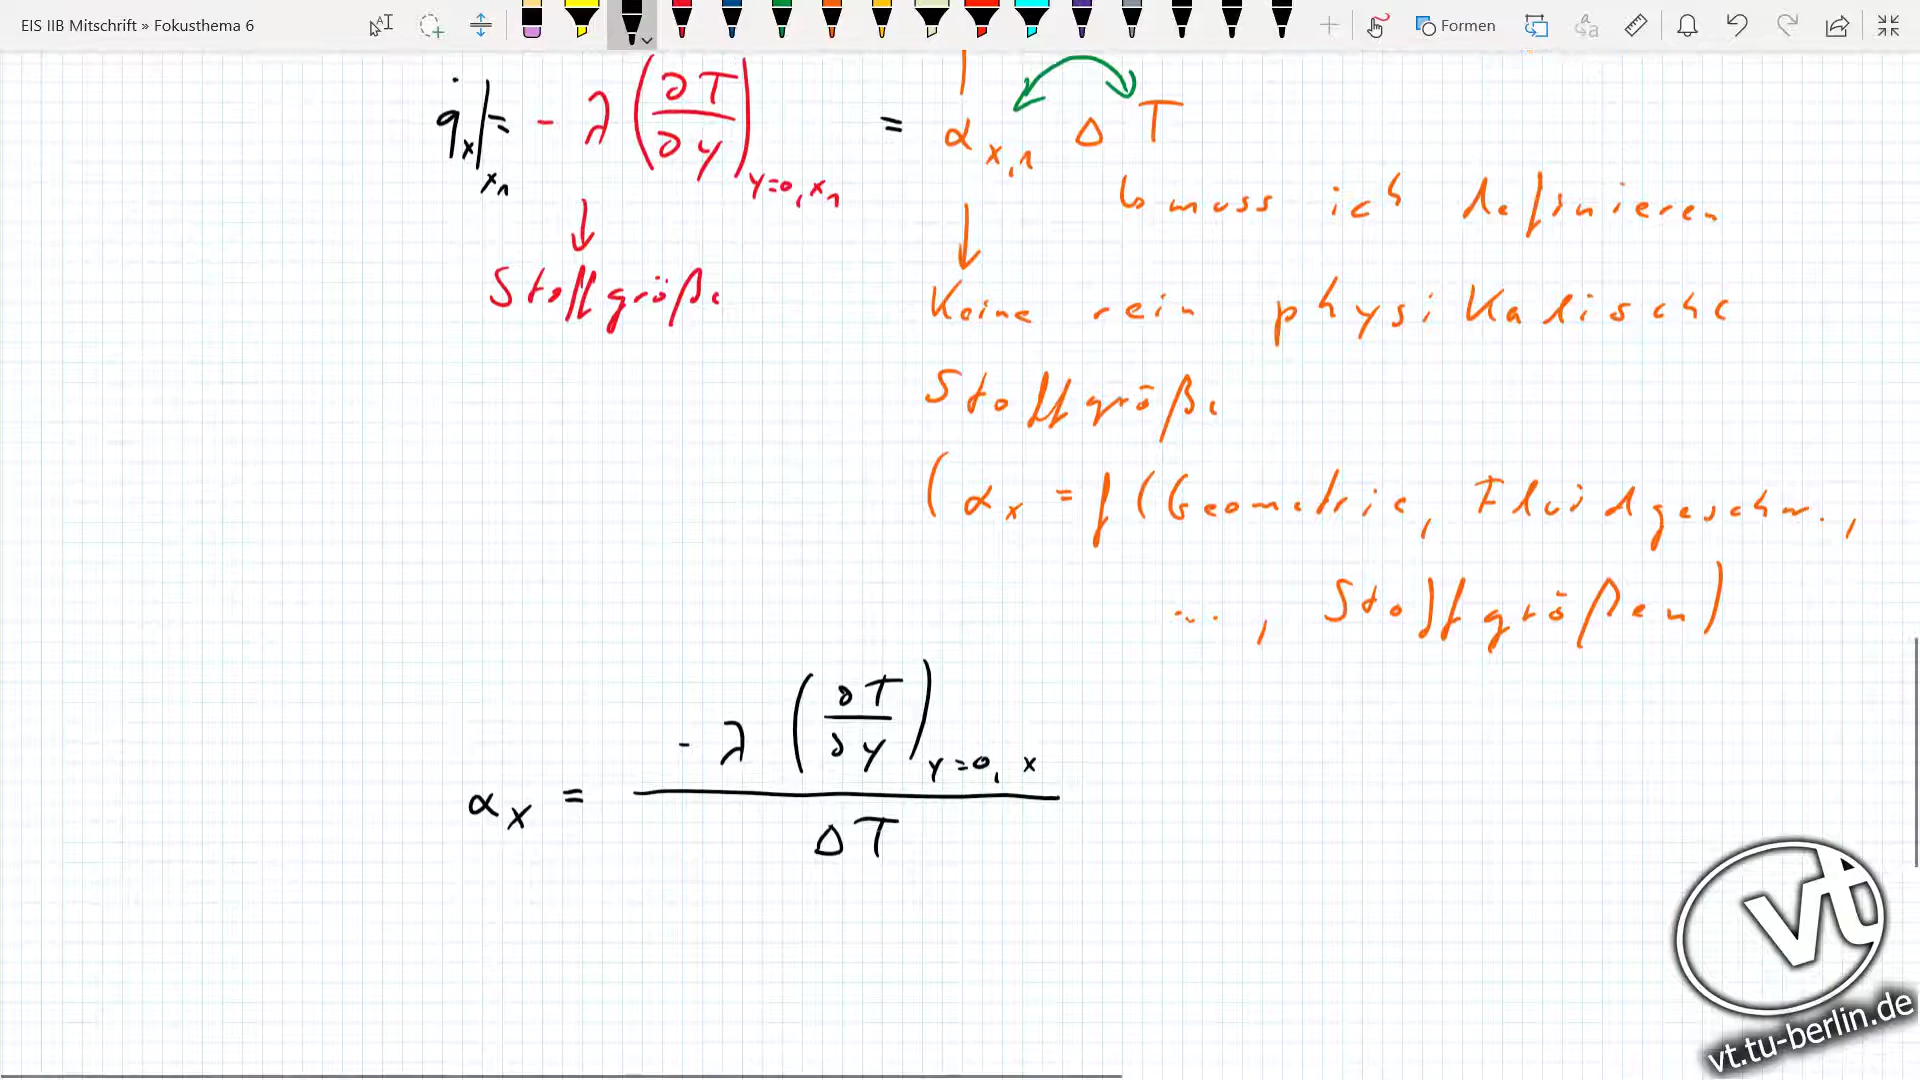 EIS IIB Mitschrift » Fokusthema 6
Formen
q̇x|x1 = - λ (∂T/∂y)y=0, x1 = αx,1 Δ T
↳ muss ich definieren
↓ Stoffgröße
↓ Keine rein physikalische
Stoffgröße
(αx = f (Geometrie, Fluidgeschw.,
..., Stoffgrößen)
αx = - λ (∂T/∂y)y=0, x / ΔT
vt
vt.tu-berlin.de